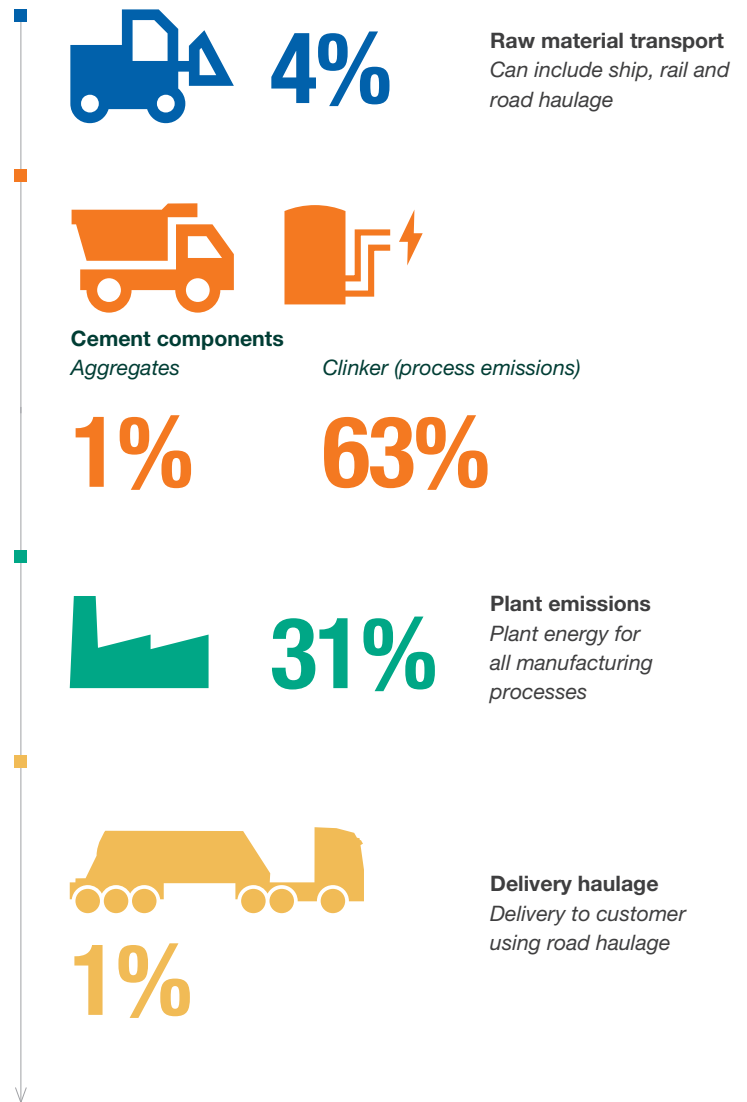 4%
Raw material transport
Can include ship, rail and
road haulage
Cement components
Aggregates
Clinker (process emissions)
1%
63%
31%
Plant emissions
Plant energy for
all manufacturing
processes
Delivery haulage
Delivery to customer
using road haulage
1%